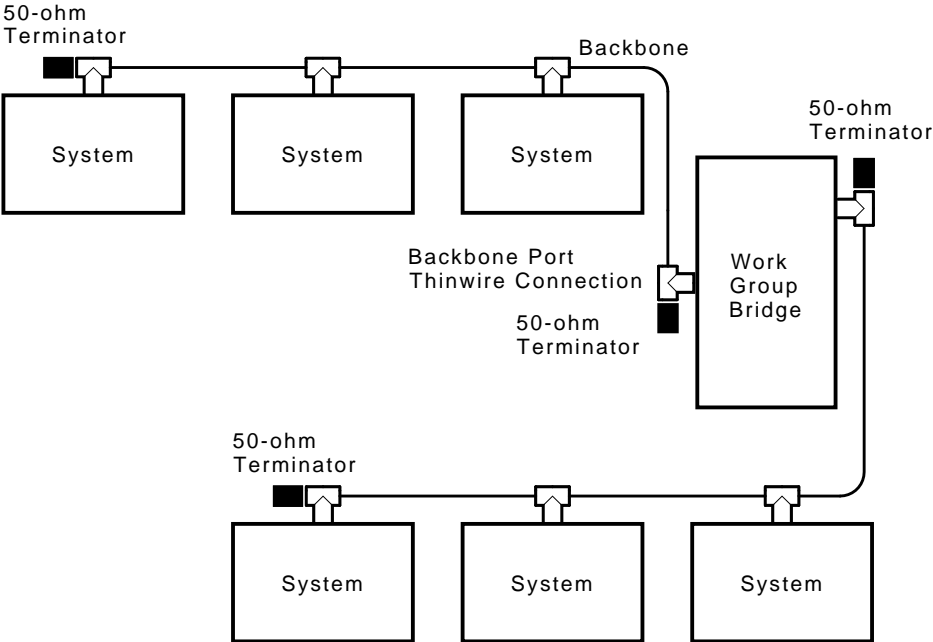 50-ohm
Terminator
Backbone
50-ohm
Terminator
System
System
System
Backbone Port
Thinwire Connection
Work
Group
Bridge
50-ohm
Terminator
50-ohm
Terminator
System
System
System